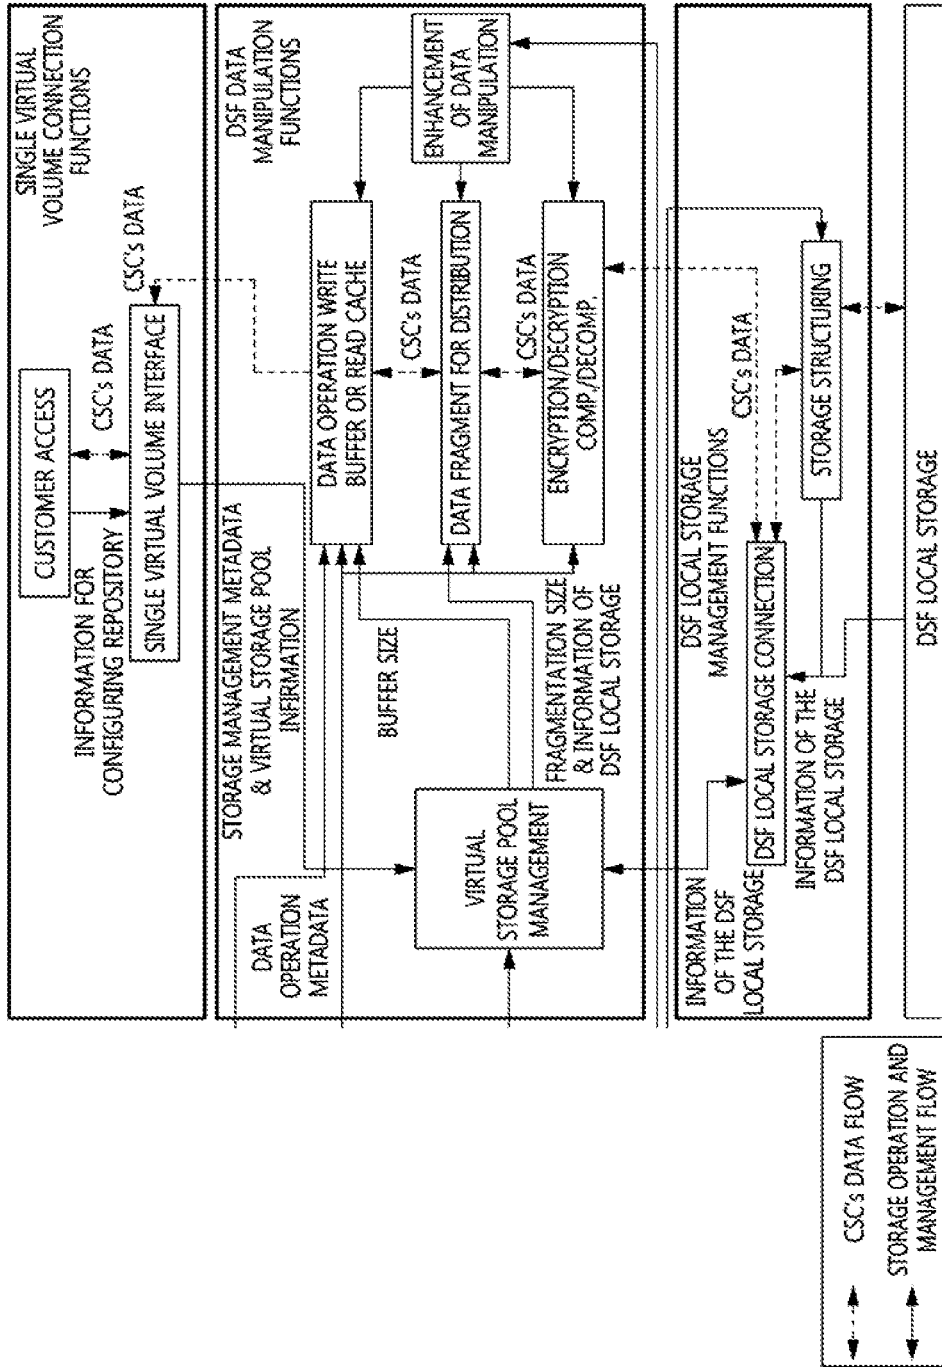 SINGLE VIRTUAL
VOLUME CONNECTION
FUNCTIONS
CUSTOMER ACCESS
CSC's DATA
INFORMATION FOR
CONFIGURING REPOSITORY
CSC's DATA
SINGLE VIRTUAL VOLUME INTERFACE
DSF DATA
MANIPULATION
FUNCTIONS
STORAGE MANAGEMENT METADATA
& VIRTUAL STORAGE POOL
INFIRMATION
DATA
OPERATION
METADATA
DATA OPERATION WRITE
BUFFER OR READ CACHE
BUFFER SIZE
CSC's DATA
ENHANCEMENT
OF DATA
MANIPULATION
DATA FRAGMENT FOR DISTRIBUTION
VIRTUAL
STORAGE POOL
MANAGEMENT
CSC's DATA
ENCRYPTION/DECRYPTION
COMP./DECOMP.
FRAGMENTATION SIZE
& INFORMATION OF
DSF LOCAL STORAGE
DSF LOCAL STORAGE
MANAGEMENT FUNCTIONS
CSC's DATA
INFORMATION
OF THE DSF
LOCAL STORAGE
DSF LOCAL STORAGE CONNECTION
STORAGE STRUCTURING
INFORMATION OF THE
DSF LOCAL STORAGE
DSF LOCAL STORAGE
CSC's DATA FLOW
STORAGE OPERATION AND
MANAGEMENT FLOW